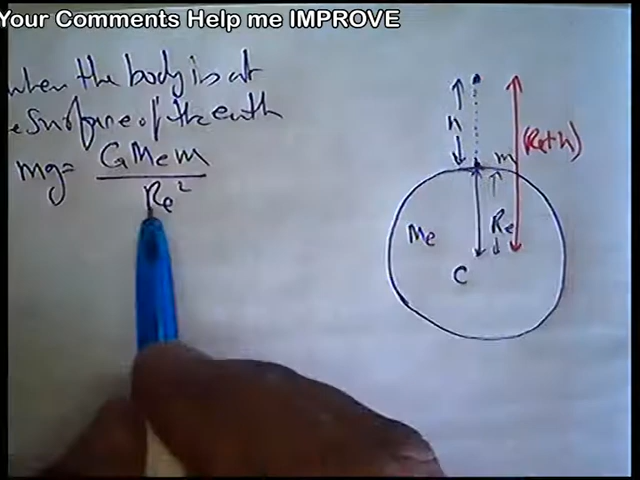 Your Comments Help me IMPROVE
when the body is at
e Surface of the earth
mg = GMem
Re²
h
m
(Re+h)
Me
Re
C